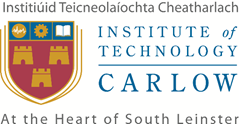 Institiúid Teicneolaíochta Cheatharlach
INSTITUTE of
TECHNOLOGY
CARLOW
At the Heart of South Leinster